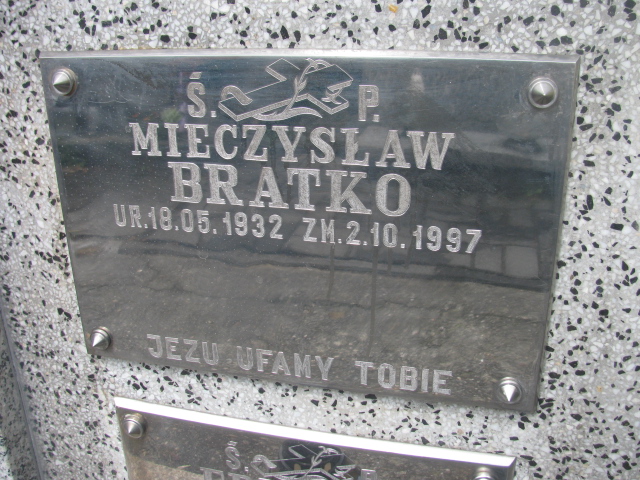 Ś. P.
MIECZYSŁAW
BRATKO
UR.18.05.1932 ZM.2.10.1997
JEZU UFAMY TOBIE
Ś. P.